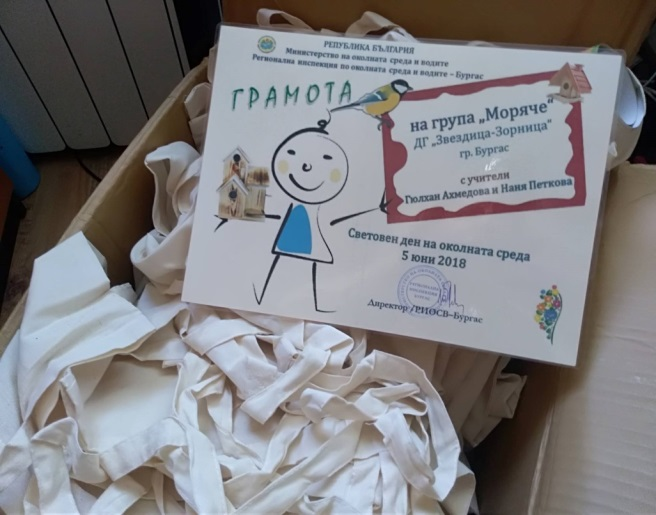 РЕПУБЛИКА БЪЛГАРИЯ
Министерство на околната среда и водите
Регионална инспекция по околната среда и водите – Бургас
ГРАМОТА
на група „Моряче“
ДГ „Звездица-Зорница“
гр. Бургас
с учители
Гюлхан Ахмедова и Наня Петкова
Световен ден на околната среда
5 юни 2018
Директор РИОСВ–Бургас